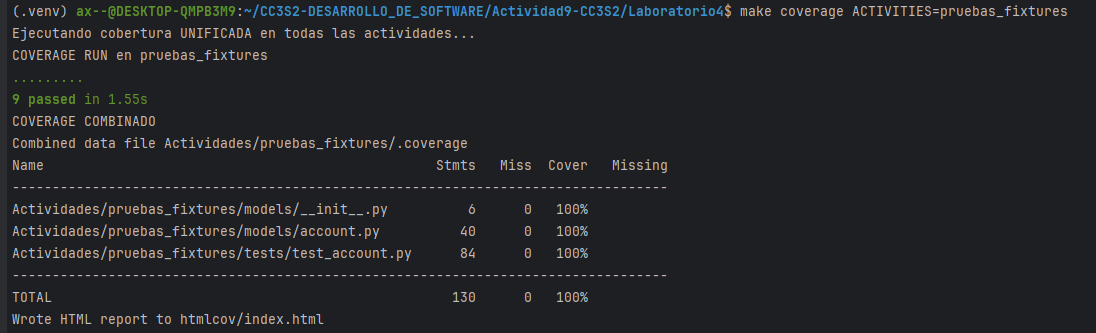 (.venv) ax--@DESKTOP-QMPB3M9:~/CC3S2-DESARROLLO_DE_SOFTWARE/Actividad9-CC3S2/Laboratorio4$ make coverage ACTIVITIES=pruebas_fixtures
Ejecutando cobertura UNIFICADA en todas las actividades...
COVERAGE RUN en pruebas_fixtures
.........
9 passed in 1.55s
COVERAGE COMBINADO
Combined data file Actividades/pruebas_fixtures/.coverage
Name                                                Stmts   Miss  Cover   Missing
---------------------------------------------------------------------------------
Actividades/pruebas_fixtures/models/__init__.py         6      0   100%
Actividades/pruebas_fixtures/models/account.py         40      0   100%
Actividades/pruebas_fixtures/tests/test_account.py     84      0   100%
---------------------------------------------------------------------------------
TOTAL                                                 130      0   100%
Wrote HTML report to htmlcov/index.html